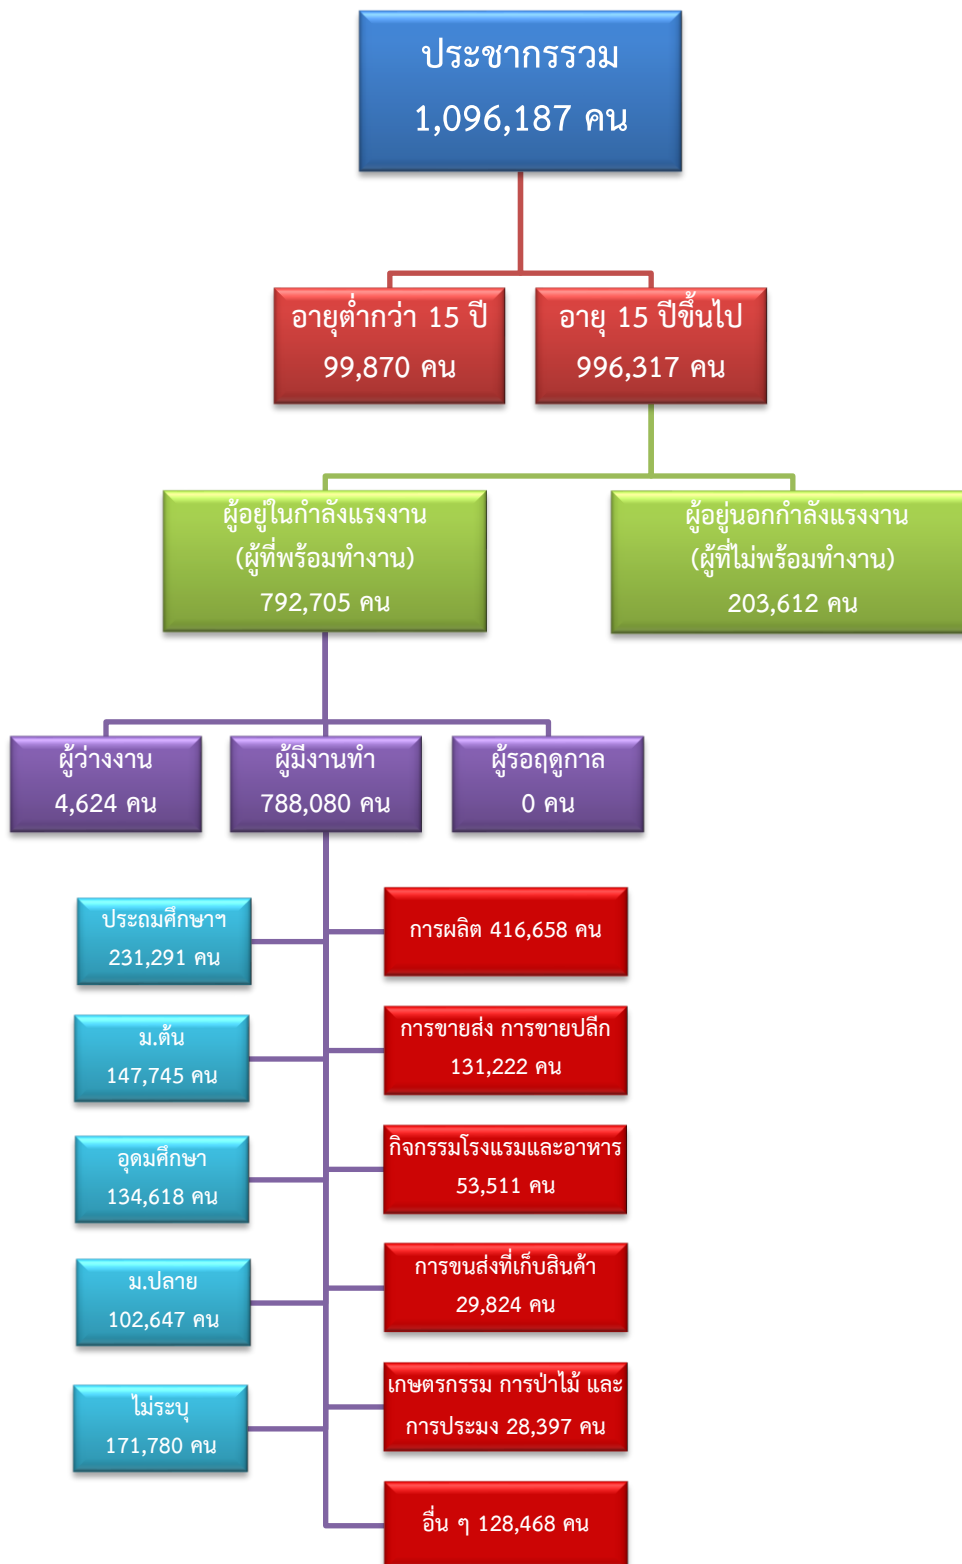 ประชากรรวม
1,096,187 คน
อายุต่ำกว่า 15 ปี
99,870 คน
อายุ 15 ปีขึ้นไป
996,317 คน
ผู้อยู่ในกำลังแรงงาน
(ผู้ที่พร้อมทำงาน)
792,705 คน
ผู้อยู่นอกกำลังแรงงาน
(ผู้ที่ไม่พร้อมทำงาน)
203,612 คน
ผู้ว่างงาน
4,624 คน
ผู้มีงานทำ
788,080 คน
ผู้รอฤดูกาล
0 คน
ประถมศึกษาฯ
231,291 คน
ม.ต้น
147,745 คน
อุดมศึกษา
134,618 คน
ม.ปลาย
102,647 คน
ไม่ระบุ
171,780 คน
การผลิต 416,658 คน
การขายส่ง การขายปลีก
131,222 คน
กิจกรรมโรงแรมและอาหาร
53,511 คน
การขนส่งที่เก็บสินค้า
29,824 คน
เกษตรกรรม การป่าไม้ และ
การประมง 28,397 คน
อื่น ๆ 128,468 คน